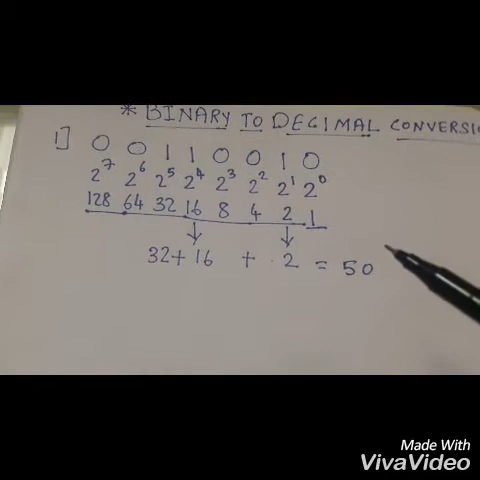 * BINARY TO DECIMAL CONVERSI
1] 0 0 1 1 0 0 1 0
2⁷ 2⁶ 2⁵ 2⁴ 2³ 2² 2¹ 2⁰
128 64 32 16 8 4 2 1
↓ ↓
32+ 16 + 2 = 50
Made With
VivaVideo